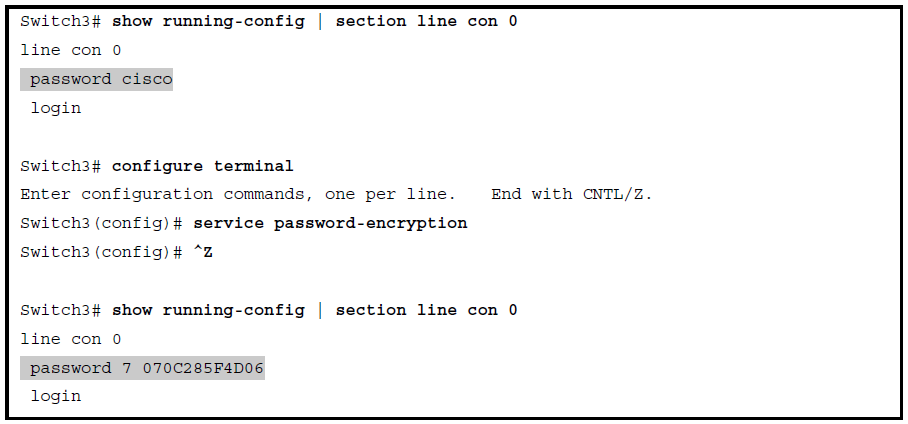 Switch3# show running-config | section line con 0
line con 0
password cisco
login
Switch3# configure terminal
Enter configuration commands, one per line. End with CNTL/Z.
Switch3(config)# service password-encryption
Switch3(config)# ^Z
Switch3# show running-config | section line con 0
line con 0
password 7 070C285F4D06
login